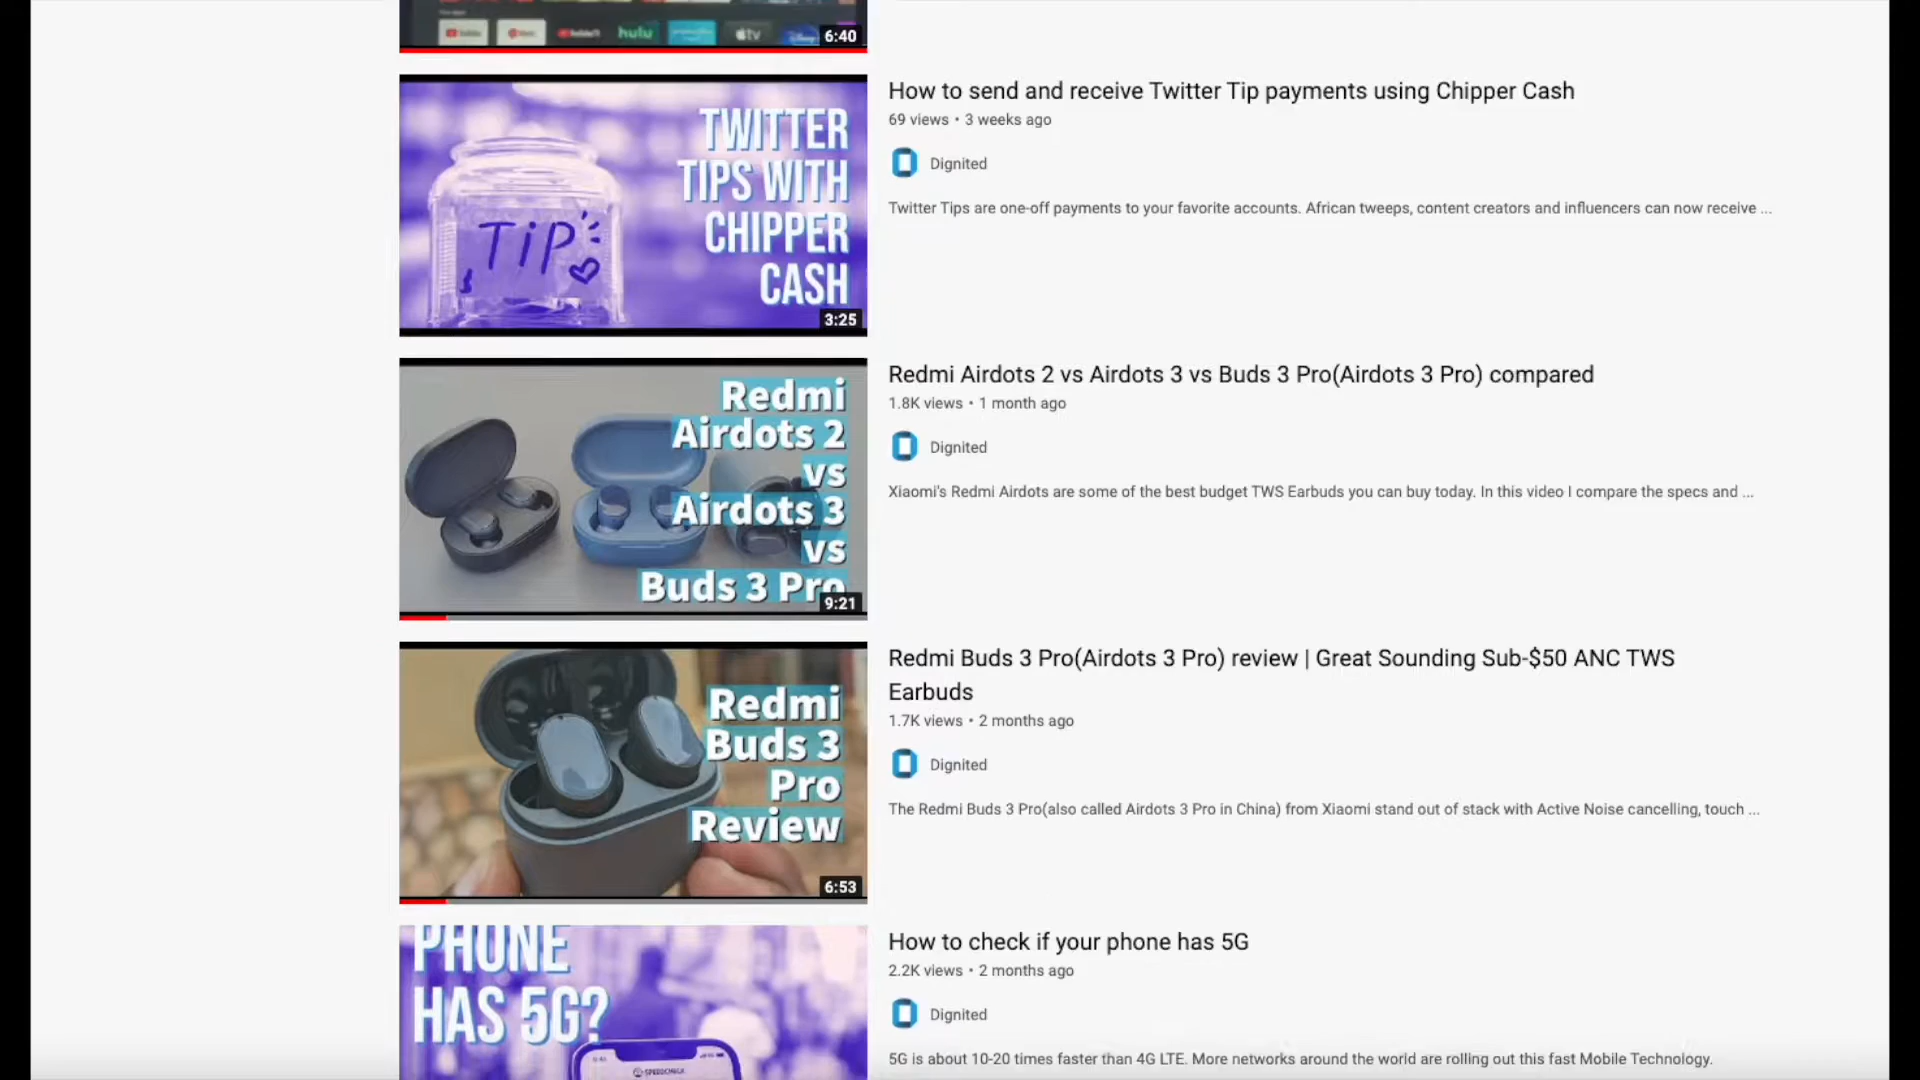 hulu
tv
6:40
TWITTER
TIPS WITH
CHIPPER
CASH
TiP
3:25
How to send and receive Twitter Tip payments using Chipper Cash
69 views • 3 weeks ago
Dignited
Twitter Tips are one-off payments to your favorite accounts. African tweeps, content creators and influencers can now receive ...
Redmi
Airdots 2
vs
Airdots 3
vs
Buds 3 Pro
9:21
Redmi Airdots 2 vs Airdots 3 vs Buds 3 Pro(Airdots 3 Pro) compared
1.8K views • 1 month ago
Dignited
Xiaomi's Redmi Airdots are some of the best budget TWS Earbuds you can buy today. In this video I compare the specs and ...
Redmi
Buds 3
Pro
Review
6:53
Redmi Buds 3 Pro(Airdots 3 Pro) review | Great Sounding Sub-$50 ANC TWS
Earbuds
1.7K views • 2 months ago
Dignited
The Redmi Buds 3 Pro(also called Airdots 3 Pro in China) from Xiaomi stand out of stack with Active Noise cancelling, touch ...
PHONE
HAS 5G?
SPEEDCHECK
How to check if your phone has 5G
2.2K views • 2 months ago
Dignited
5G is about 10-20 times faster than 4G LTE. More networks around the world are rolling out this fast Mobile Technology.